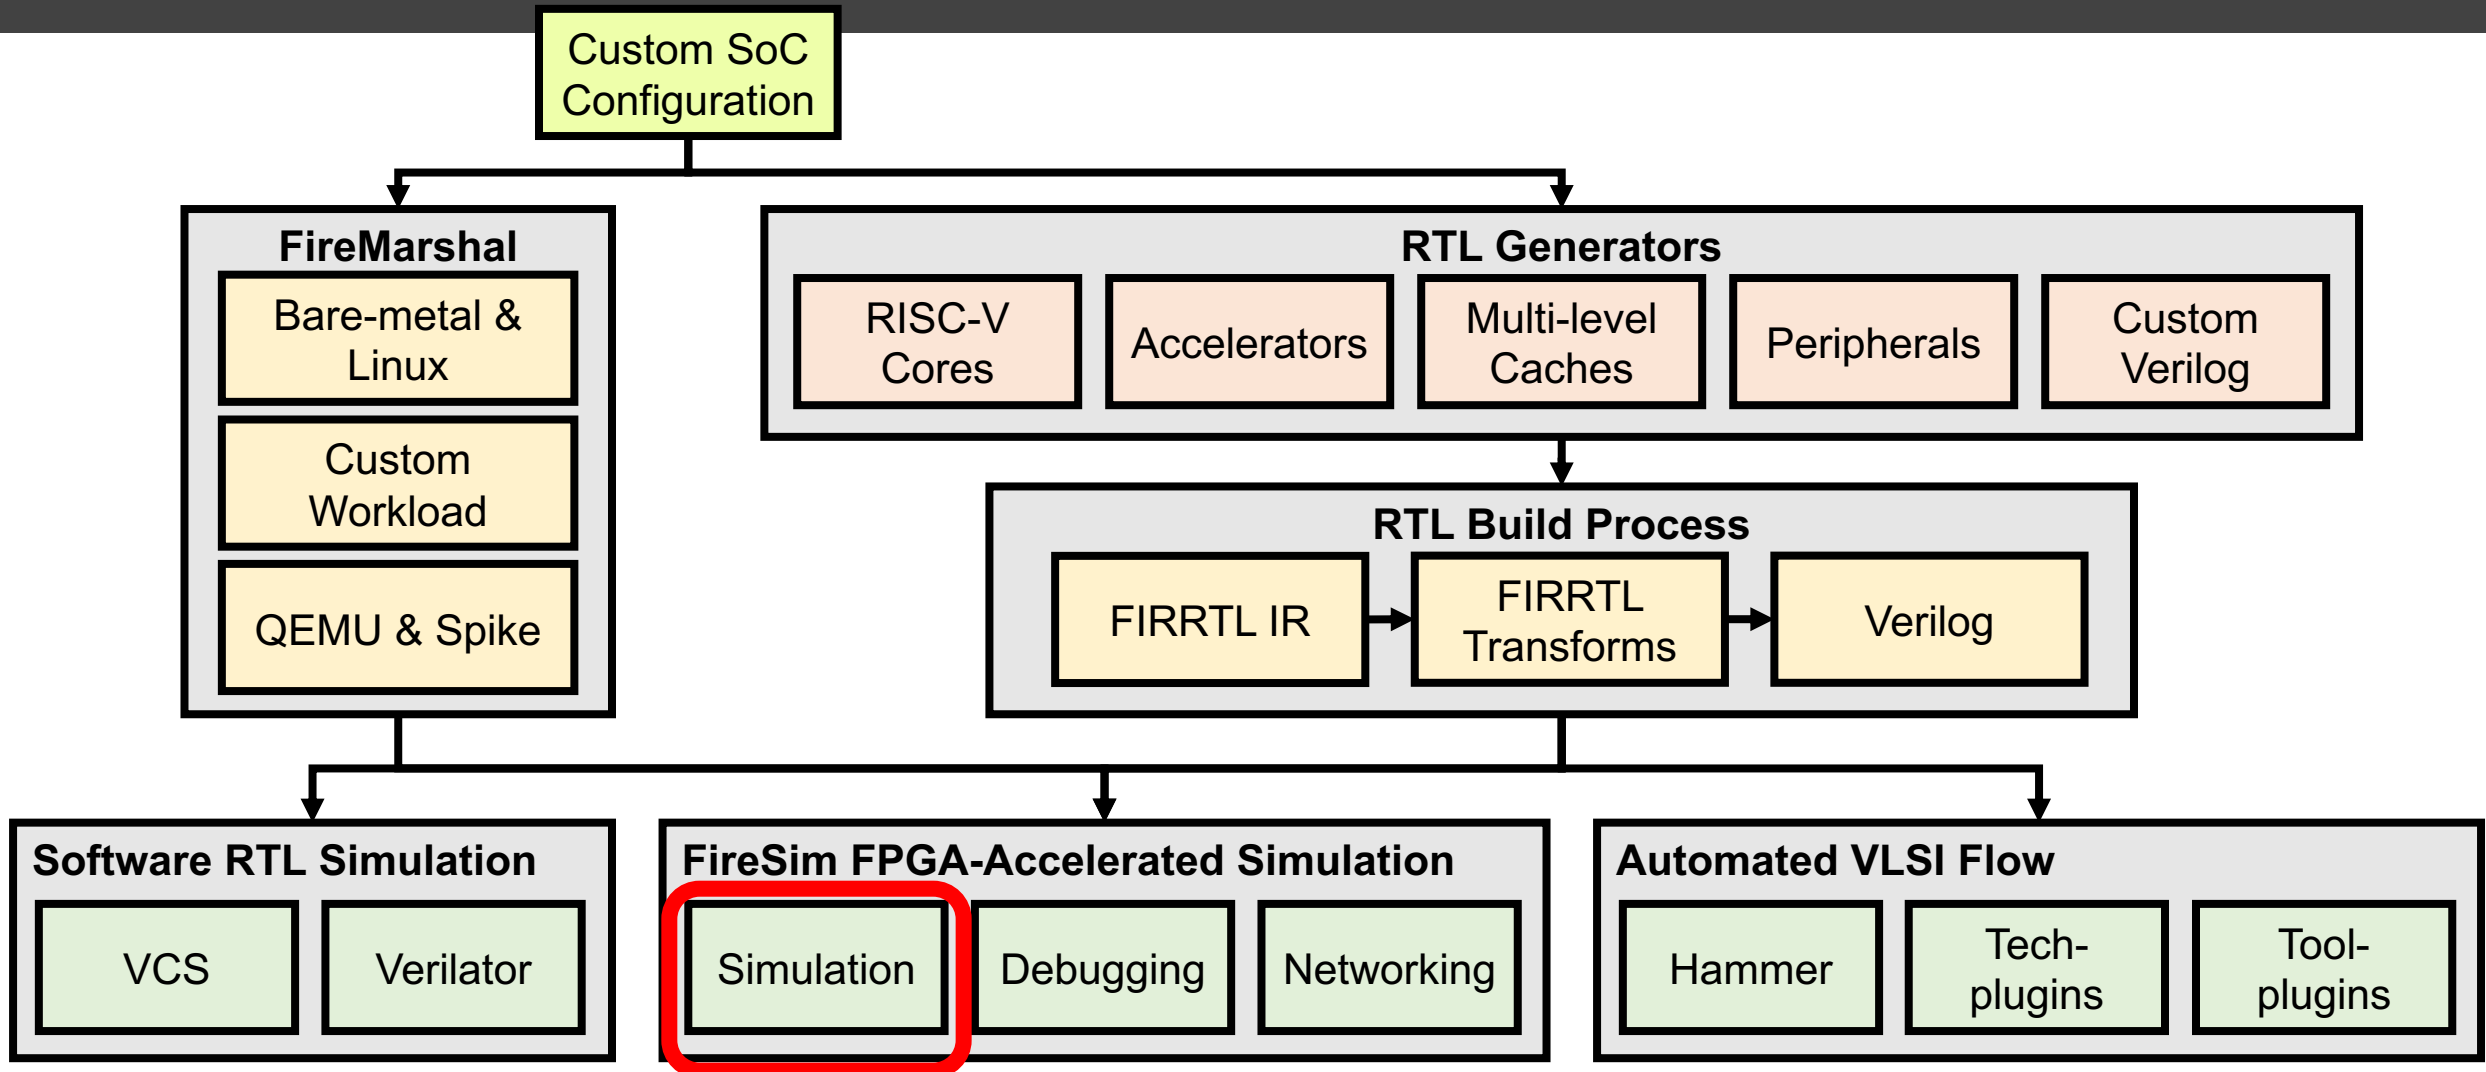 Custom SoC
Configuration
FireMarshal
Bare-metal &
Linux
Custom
Workload
QEMU & Spike
RTL Generators
RISC-V
Cores
Accelerators
Multi-level
Caches
Peripherals
Custom
Verilog
RTL Build Process
FIRRTL IR
FIRRTL
Transforms
Verilog
Software RTL Simulation
VCS
Verilator
FireSim FPGA-Accelerated Simulation
Simulation
Debugging
Networking
Automated VLSI Flow
Hammer
Tech-
plugins
Tool-
plugins